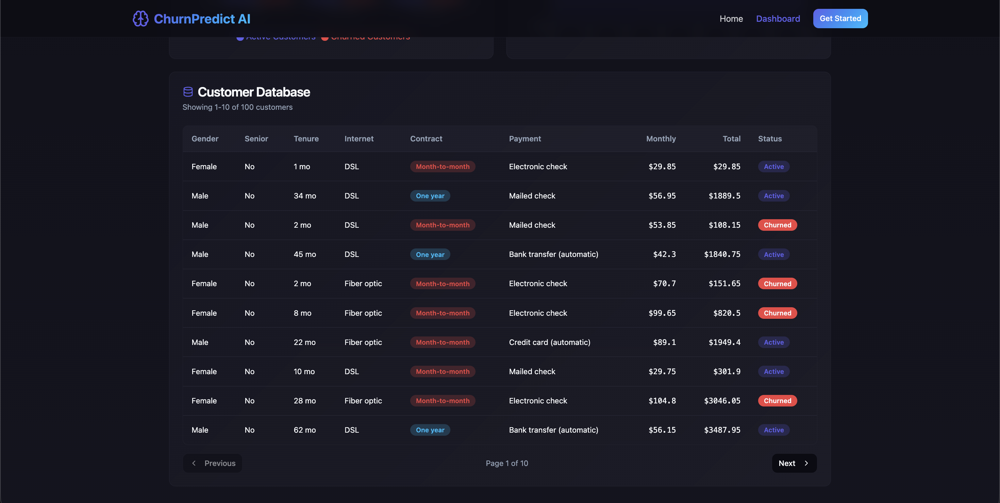 ChurnPredict AI
Home Dashboard Get Started
Active Customers Churned Customers
Customer Database
Showing 1-10 of 100 customers
Gender Senior Tenure Internet Contract Payment Monthly Total Status
Female No 1 mo DSL Month-to-month Electronic check $29.85 $29.85 Active
Male No 34 mo DSL One year Mailed check $56.95 $1889.5 Active
Male No 2 mo DSL Month-to-month Mailed check $53.85 $108.15 Churned
Male No 45 mo DSL One year Bank transfer (automatic) $42.3 $1840.75 Active
Female No 2 mo Fiber optic Month-to-month Electronic check $70.7 $151.65 Churned
Female No 8 mo Fiber optic Month-to-month Electronic check $99.65 $820.5 Churned
Male No 22 mo Fiber optic Month-to-month Credit card (automatic) $89.1 $1949.4 Active
Female No 10 mo DSL Month-to-month Mailed check $29.75 $301.9 Active
Female No 28 mo Fiber optic Month-to-month Electronic check $104.8 $3046.05 Churned
Male No 62 mo DSL One year Bank transfer (automatic) $56.15 $3487.95 Active
Previous Page 1 of 10 Next